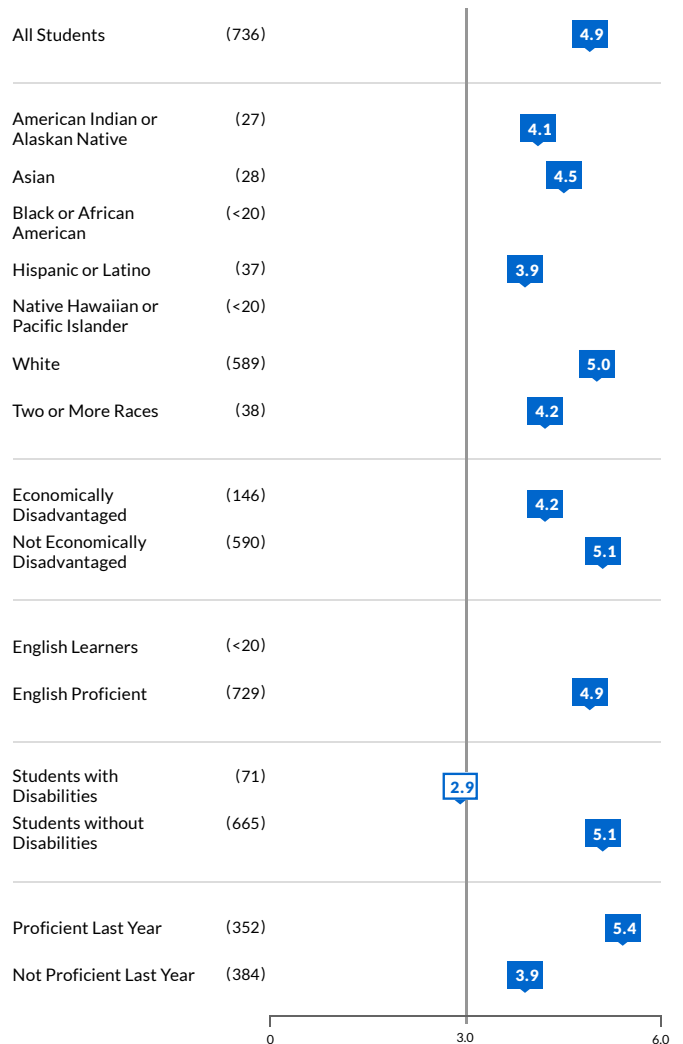 All Students (736) 4.9
American Indian or
Alaskan Native (27) 4.1
Asian (28) 4.5
Black or African
American (<20)
Hispanic or Latino (37) 3.9
Native Hawaiian or
Pacific Islander (<20)
White (589) 5.0
Two or More Races (38) 4.2
Economically
Disadvantaged (146) 4.2
Not Economically
Disadvantaged (590) 5.1
English Learners (<20)
English Proficient (729) 4.9
Students with
Disabilities (71) 2.9
Students without
Disabilities (665) 5.1
Proficient Last Year (352) 5.4
Not Proficient Last Year (384) 3.9
0 3.0 6.0